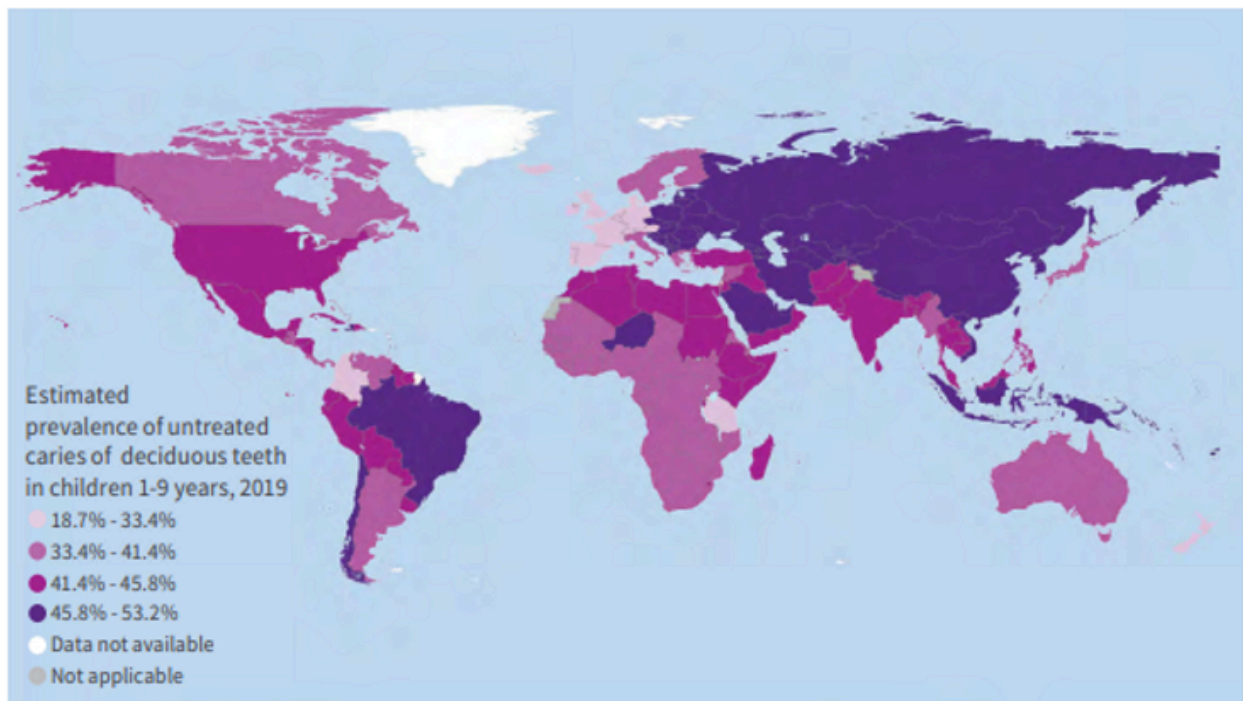 Estimated
prevalence of untreated
caries of deciduous teeth
in children 1-9 years, 2019
18.7% - 33.4%
33.4% - 41.4%
41.4% - 45.8%
45.8% - 53.2%
Data not available
Not applicable